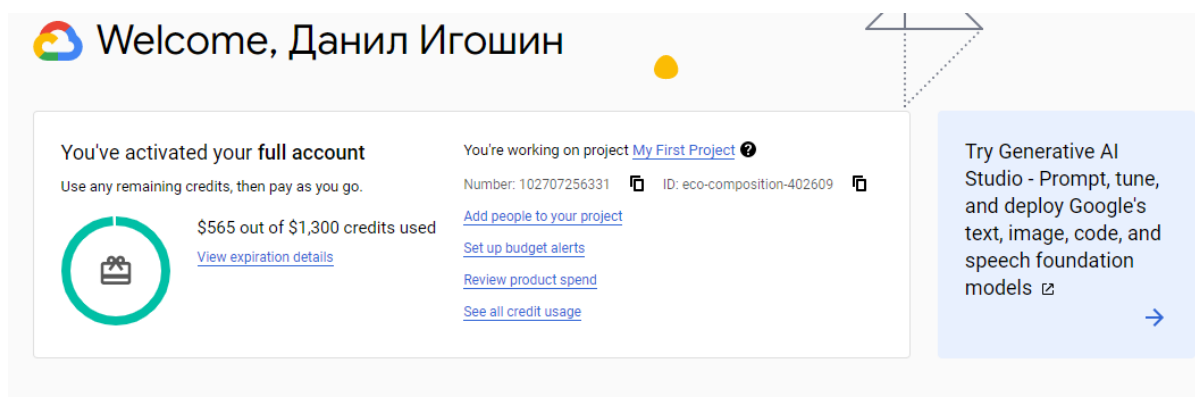 Welcome, Данил Игошин
You've activated your full account
Use any remaining credits, then pay as you go.
$565 out of $1,300 credits used
View expiration details
You're working on project My First Project
Number: 102707256331 ID: eco-composition-402609
Add people to your project
Set up budget alerts
Review product spend
See all credit usage
Try Generative AI
Studio - Prompt, tune,
and deploy Google's
text, image, code, and
speech foundation
models